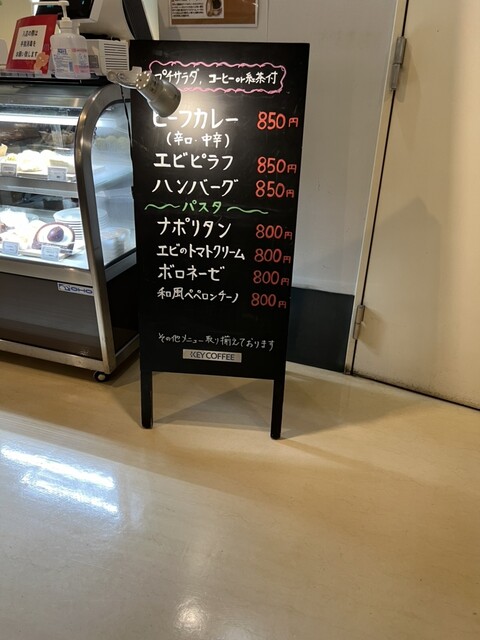 プチサラダ, コーヒーor紅茶付
ビーフカレー 850円
(辛口・中辛)
エビピラフ 850円
ハンバーグ 850円
パスタ
ナポリタン 800円
エビのトマトクリーム 800円
ボロネーゼ 800円
和風ペペロンチーノ 800円
その他メニュー取り揃えております
KEY COFFEE